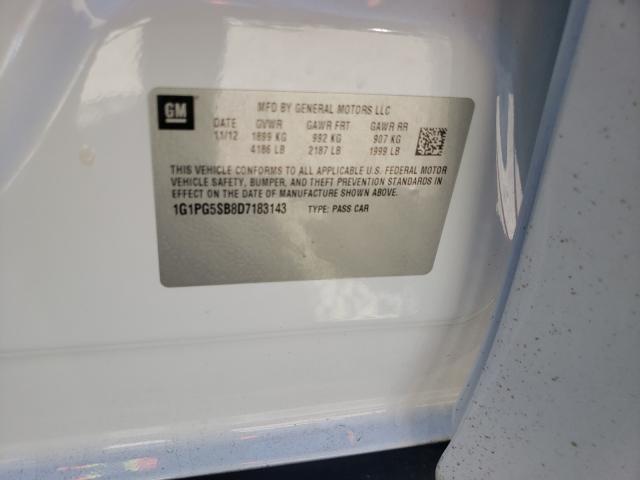 GM
MFD BY GENERAL MOTORS LLC
DATE GVWR GAWR FRT GAWR RR
11/12 1899 KG 992 KG 907 KG
4186 LB 2187 LB 1999 LB
THIS VEHICLE CONFORMS TO ALL APPLICABLE U.S. FEDERAL MOTOR
VEHICLE SAFETY, BUMPER, AND THEFT PREVENTION STANDARDS IN
EFFECT ON THE DATE OF MANUFACTURE SHOWN ABOVE.
1G1PG5SB8D7183143 TYPE: PASS CAR